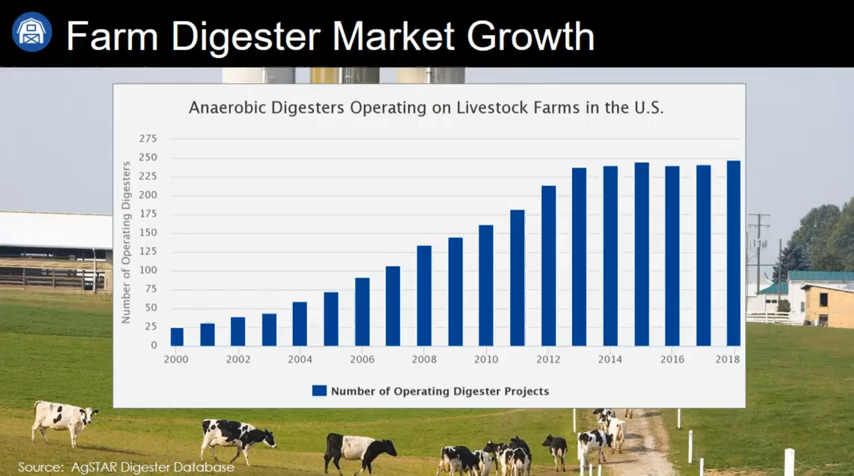 Farm Digester Market Growth
Anaerobic Digesters Operating on Livestock Farms in the U.S.
Number of Operating Digesters
275
250
225
200
175
150
125
100
75
50
25
0
2000 2002 2004 2006 2008 2010 2012 2014 2016 2018
Number of Operating Digester Projects
Source: AgSTAR Digester Database